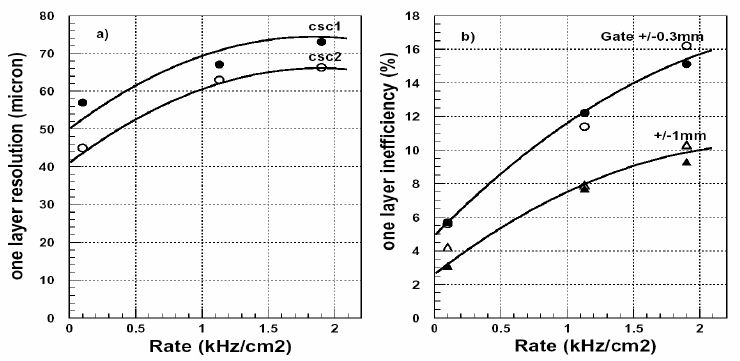 a)
csc1
csc2
80
70
60
50
40
30
20
10
0
0 0.5 1 1.5 2
one layer resolution (micron)
Rate (kHz/cm2)
b)
Gate +/-0.3mm
+/-1mm
18
16
14
12
10
8
6
4
2
0
0 0.5 1 1.5 2
one layer inefficiency (%)
Rate (kHz/cm2)